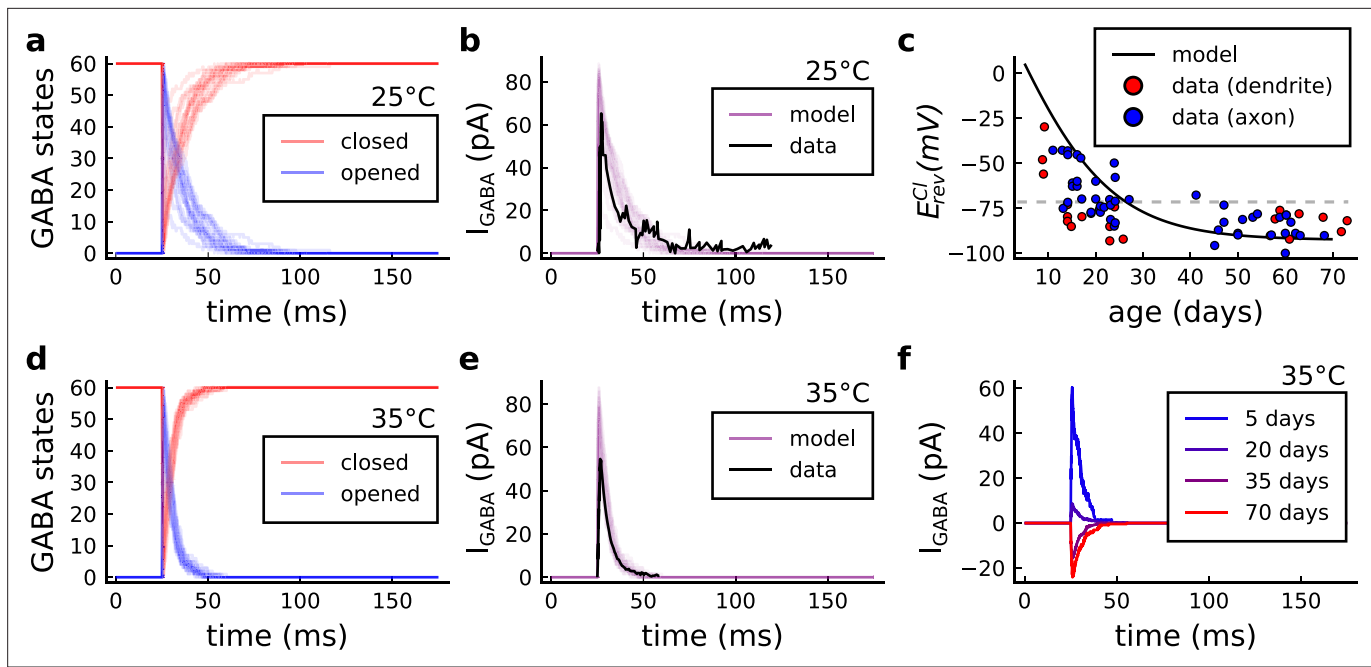 a
GABA states
60
50
40
30
20
10
0
25°C
closed
opened
0
50
100
150
time (ms)
b
I_GABA (pA)
80
60
40
20
0
25°C
model
data
0
50
100
150
time (ms)
c
E^Cl_rev(mV)
0
−25
−50
−75
−100
model
data (dendrite)
data (axon)
10 20 30 40 50 60 70
age (days)
d
GABA states
60
50
40
30
20
10
0
35°C
closed
opened
0
50
100
150
time (ms)
e
I_GABA (pA)
80
60
40
20
0
35°C
model
data
0
50
100
150
time (ms)
f
I_GABA (pA)
60
40
20
0
−20
35°C
5 days
20 days
35 days
70 days
0
50
100
150
time (ms)